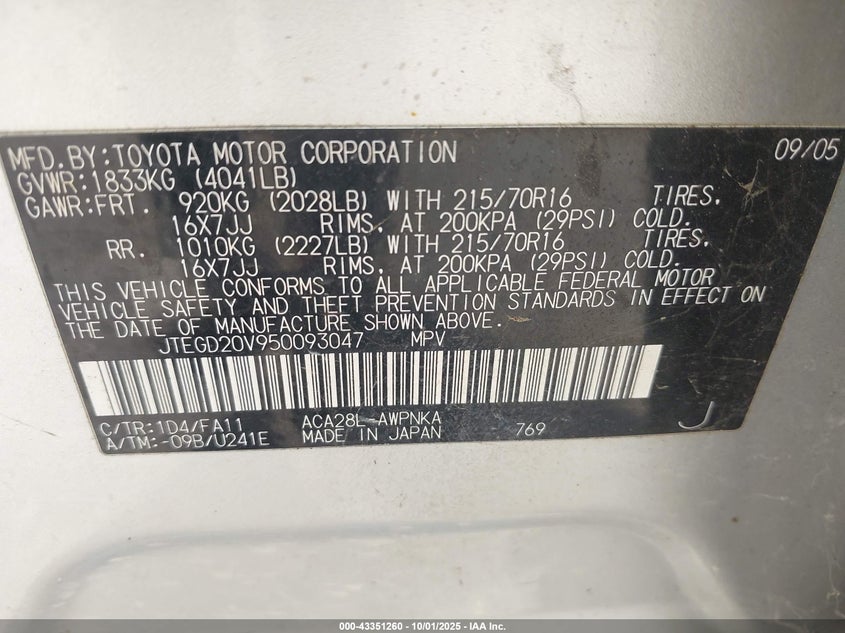 MFD.BY:TOYOTA MOTOR CORPORATION 09/05
GVWR:1833KG (4041LB)
GAWR:FRT. 920KG (2028LB) WITH 215/70R16 TIRES.
16X7JJ RIMS, AT 200KPA (29PSI) COLD.
RR. 1010KG (2227LB) WITH 215/70R16 TIRES,
16X7JJ RIMS, AT 200KPA (29PSI) COLD.
THIS VEHICLE CONFORMS TO ALL APPLICABLE FEDERAL MOTOR
VEHICLE SAFETY AND THEFT PREVENTION STANDARDS IN EFFECT ON
THE DATE OF MANUFACTURE SHOWN ABOVE.
JTEGD20V950093047 MPV
C/TR:1D4/FA11 ACA28L-AWPNKA J
A/TM:-09B/U241E MADE IN JAPAN 769
000-43351260 - 10/01/2025 - IAA Inc.